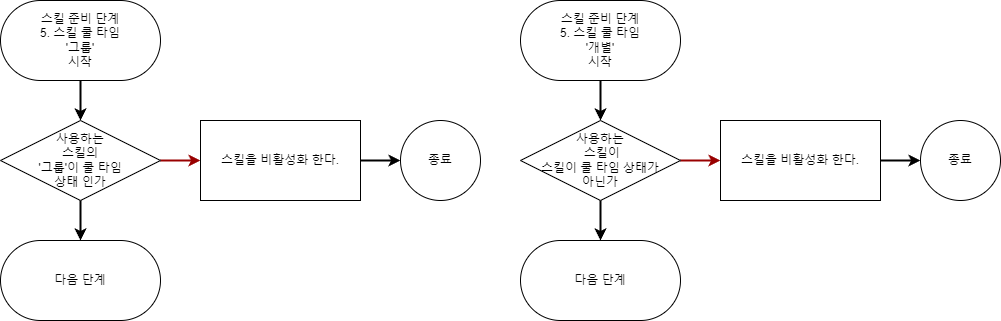 스킬 준비 단계
5. 스킬 쿨 타임
'그룹'
시작
사용하는
스킬의
'그룹'이 쿨 타임
상태 인가
스킬을 비활성화 한다.
종료
다음 단계
스킬 준비 단계
5. 스킬 쿨 타임
'개별'
시작
사용하는
스킬이
스킬이 쿨 타임 상태가
아닌가
스킬을 비활성화 한다.
종료
다음 단계